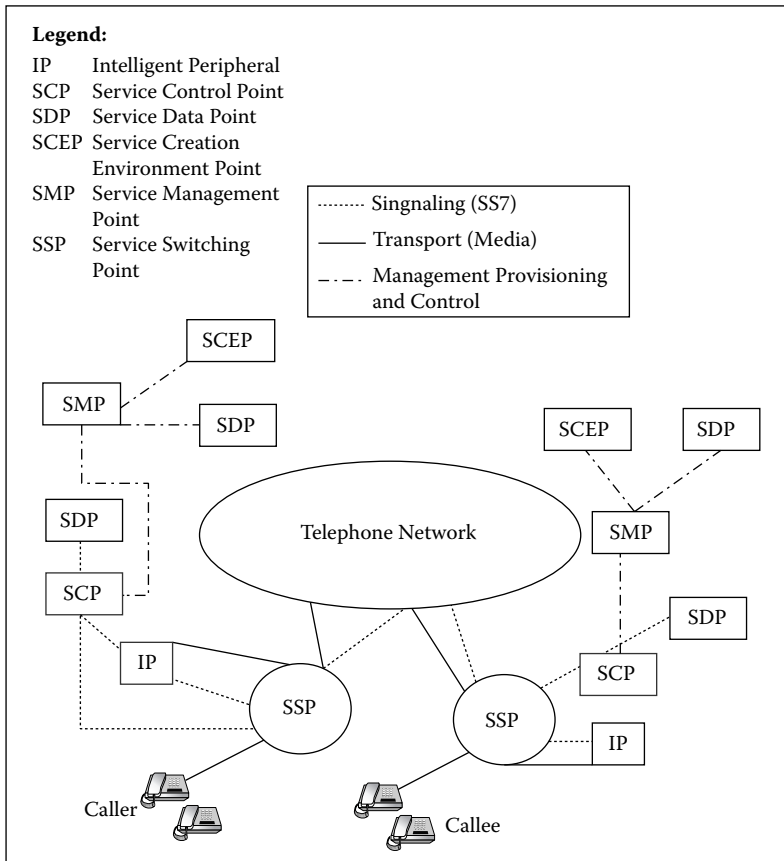 Legend:
IP Intelligent Peripheral
SCP Service Control Point
SDP Service Data Point
SCEP Service Creation
Environment Point
SMP Service Management
Point
SSP Service Switching
Point
Singnaling (SS7)
Transport (Media)
Management Provisioning
and Control
SCEP
SMP
SDP
SCEP
SDP
SDP
Telephone Network
SMP
SCP
SDP
IP
SCP
SSP
SSP
IP
Caller
Callee